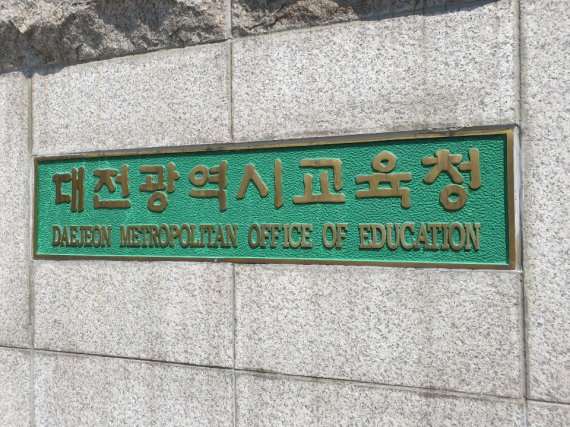 대전광역시교육청
DAEJEON METROPOLITAN OFFICE OF EDUCATION